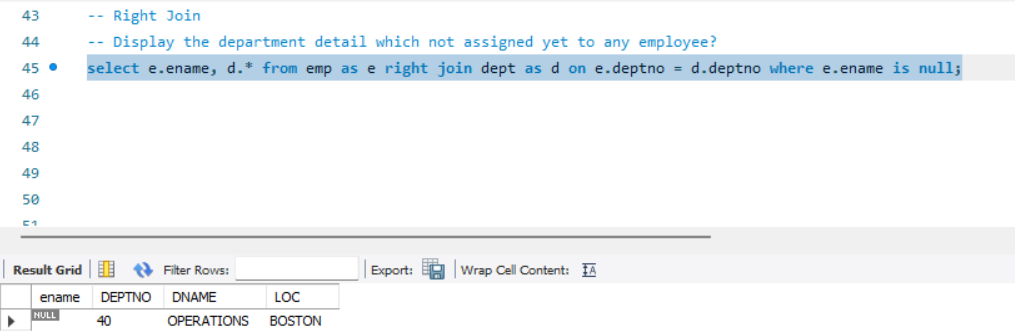 43 -- Right Join
44 -- Display the department detail which not assigned yet to any employee?
45 select e.ename, d.* from emp as e right join dept as d on e.deptno = d.deptno where e.ename is null;
46
47
48
49
50
51
Result Grid Filter Rows: Export: Wrap Cell Content: IA
ename DEPTNO DNAME LOC
NULL 40 OPERATIONS BOSTON